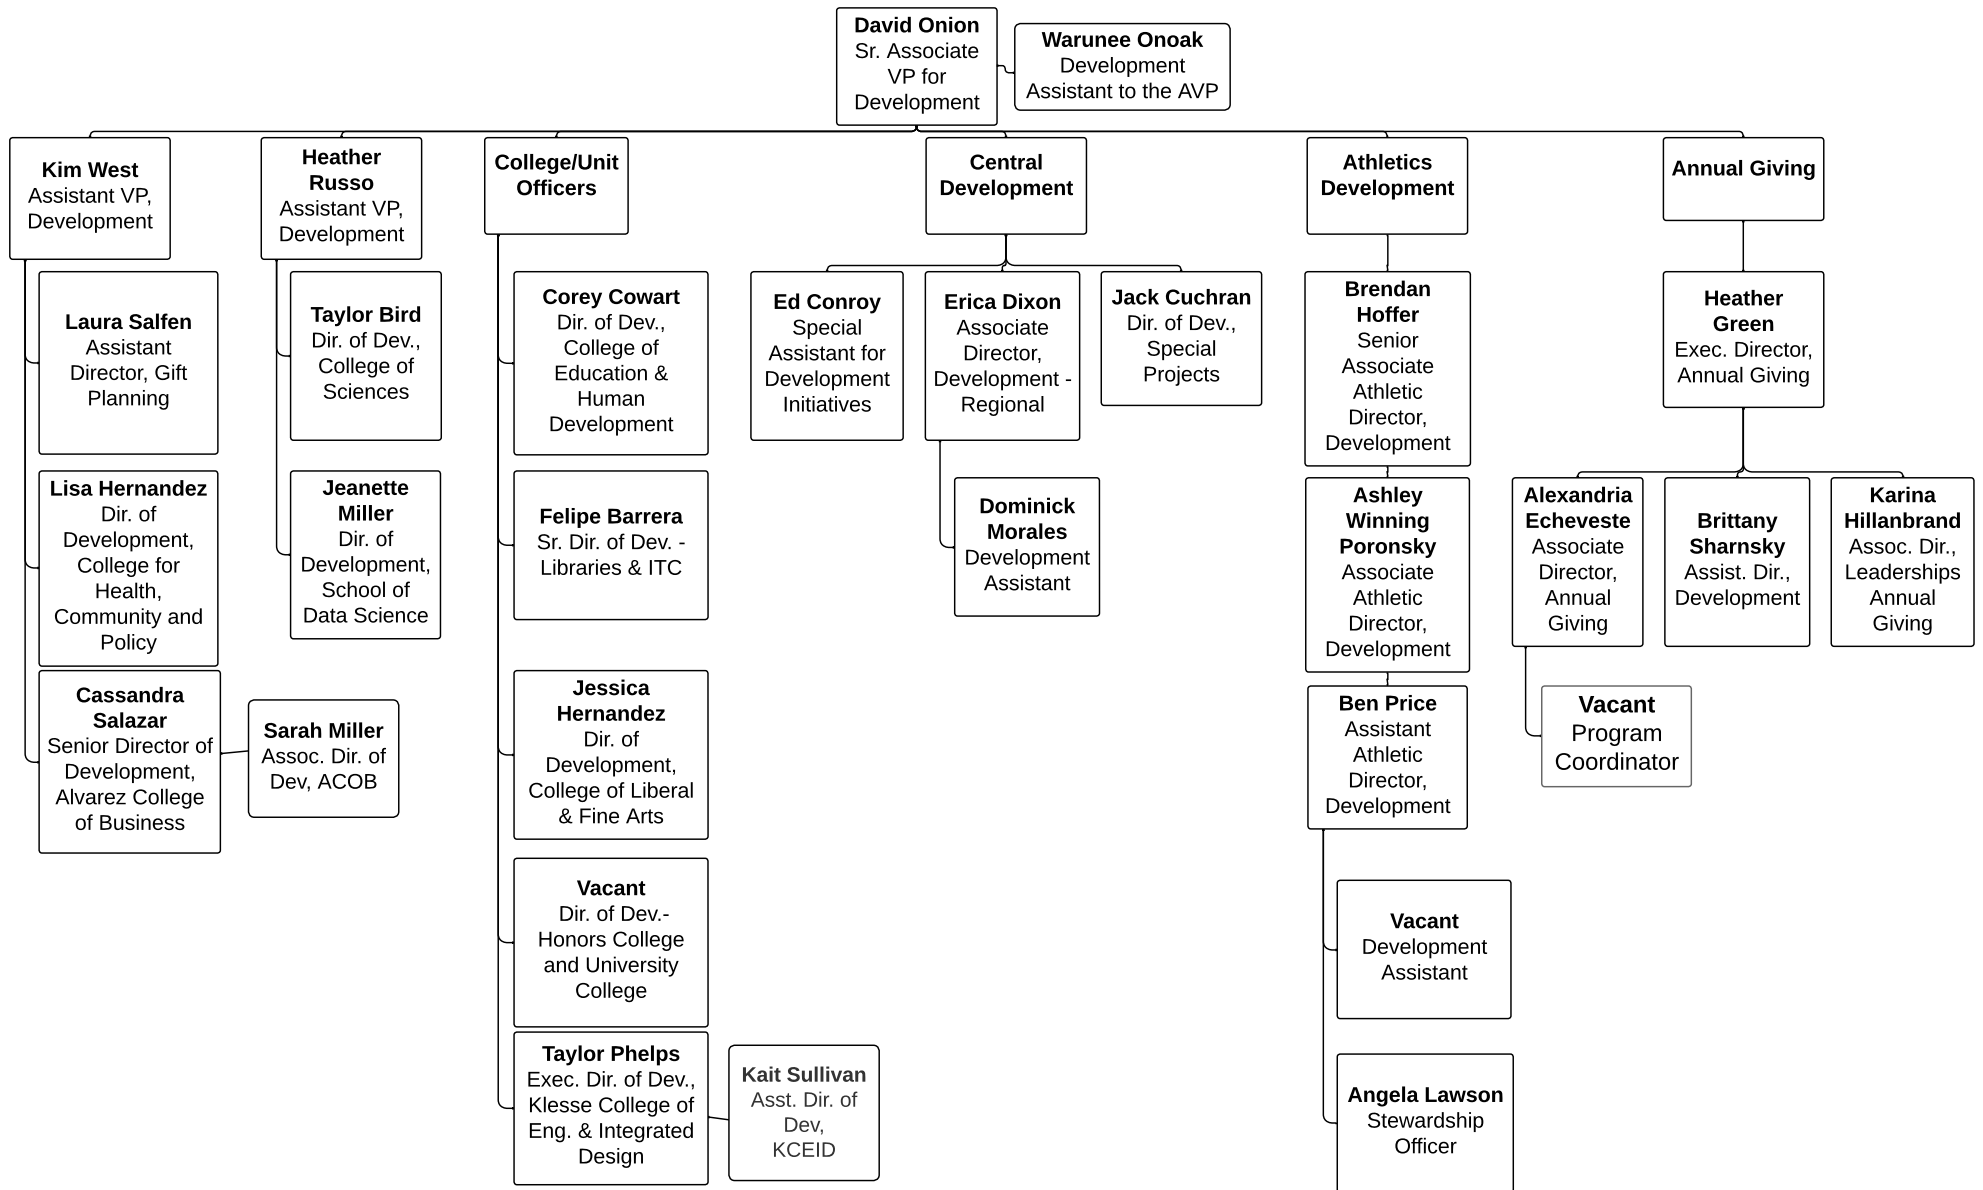 David Onion
Sr. Associate
VP for
Development
Warunee Onoak
Development
Assistant to the AVP
Kim West
Assistant VP,
Development
Heather
Russo
Assistant VP,
Development
College/Unit
Officers
Central
Development
Athletics
Development
Annual Giving
Laura Salfen
Assistant
Director, Gift
Planning
Lisa Hernandez
Dir. of
Development,
College for
Health,
Community and
Policy
Cassandra
Salazar
Senior Director of
Development,
Alvarez College
of Business
Sarah Miller
Assoc. Dir. of
Dev, ACOB
Taylor Bird
Dir. of Dev.,
College of
Sciences
Jeanette
Miller
Dir. of
Development,
School of
Data Science
Corey Cowart
Dir. of Dev.,
College of
Education &
Human
Development
Felipe Barrera
Sr. Dir. of Dev. -
Libraries & ITC
Jessica
Hernandez
Dir. of
Development,
College of Liberal
& Fine Arts
Vacant
Dir. of Dev.-
Honors College
and University
College
Taylor Phelps
Exec. Dir. of Dev.,
Klesse College of
Eng. & Integrated
Design
Kait Sullivan
Asst. Dir. of
Dev,
KCEID
Ed Conroy
Special
Assistant for
Development
Initiatives
Erica Dixon
Associate
Director,
Development -
Regional
Jack Cuchran
Dir. of Dev.,
Special
Projects
Dominick
Morales
Development
Assistant
Brendan
Hoffer
Senior
Associate
Athletic
Director,
Development
Ashley
Winning
Poronsky
Associate
Athletic
Director,
Development
Ben Price
Assistant
Athletic
Director,
Development
Vacant
Development
Assistant
Angela Lawson
Stewardship
Officer
Heather
Green
Exec. Director,
Annual Giving
Alexandria
Echeveste
Associate
Director,
Annual
Giving
Brittany
Sharnsky
Assist. Dir.,
Development
Karina
Hillanbrand
Assoc. Dir.,
Leaderships
Annual
Giving
Vacant
Program
Coordinator